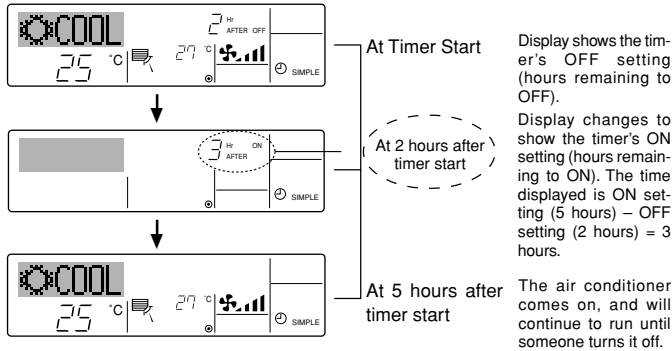 COOL
2 Hr
AFTER OFF
25 °C
27 °C
SIMPLE
At Timer Start
Display shows the tim-
er's OFF setting
(hours remaining to
OFF).
3 Hr ON
AFTER
SIMPLE
At 2 hours after
timer start
Display changes to
show the timer's ON
setting (hours remain-
ing to ON). The time
displayed is ON set-
ting (5 hours) – OFF
setting (2 hours) = 3
hours.
COOL
25 °C
27 °C
SIMPLE
At 5 hours after
timer start
The air conditioner
comes on, and will
continue to run until
someone turns it off.